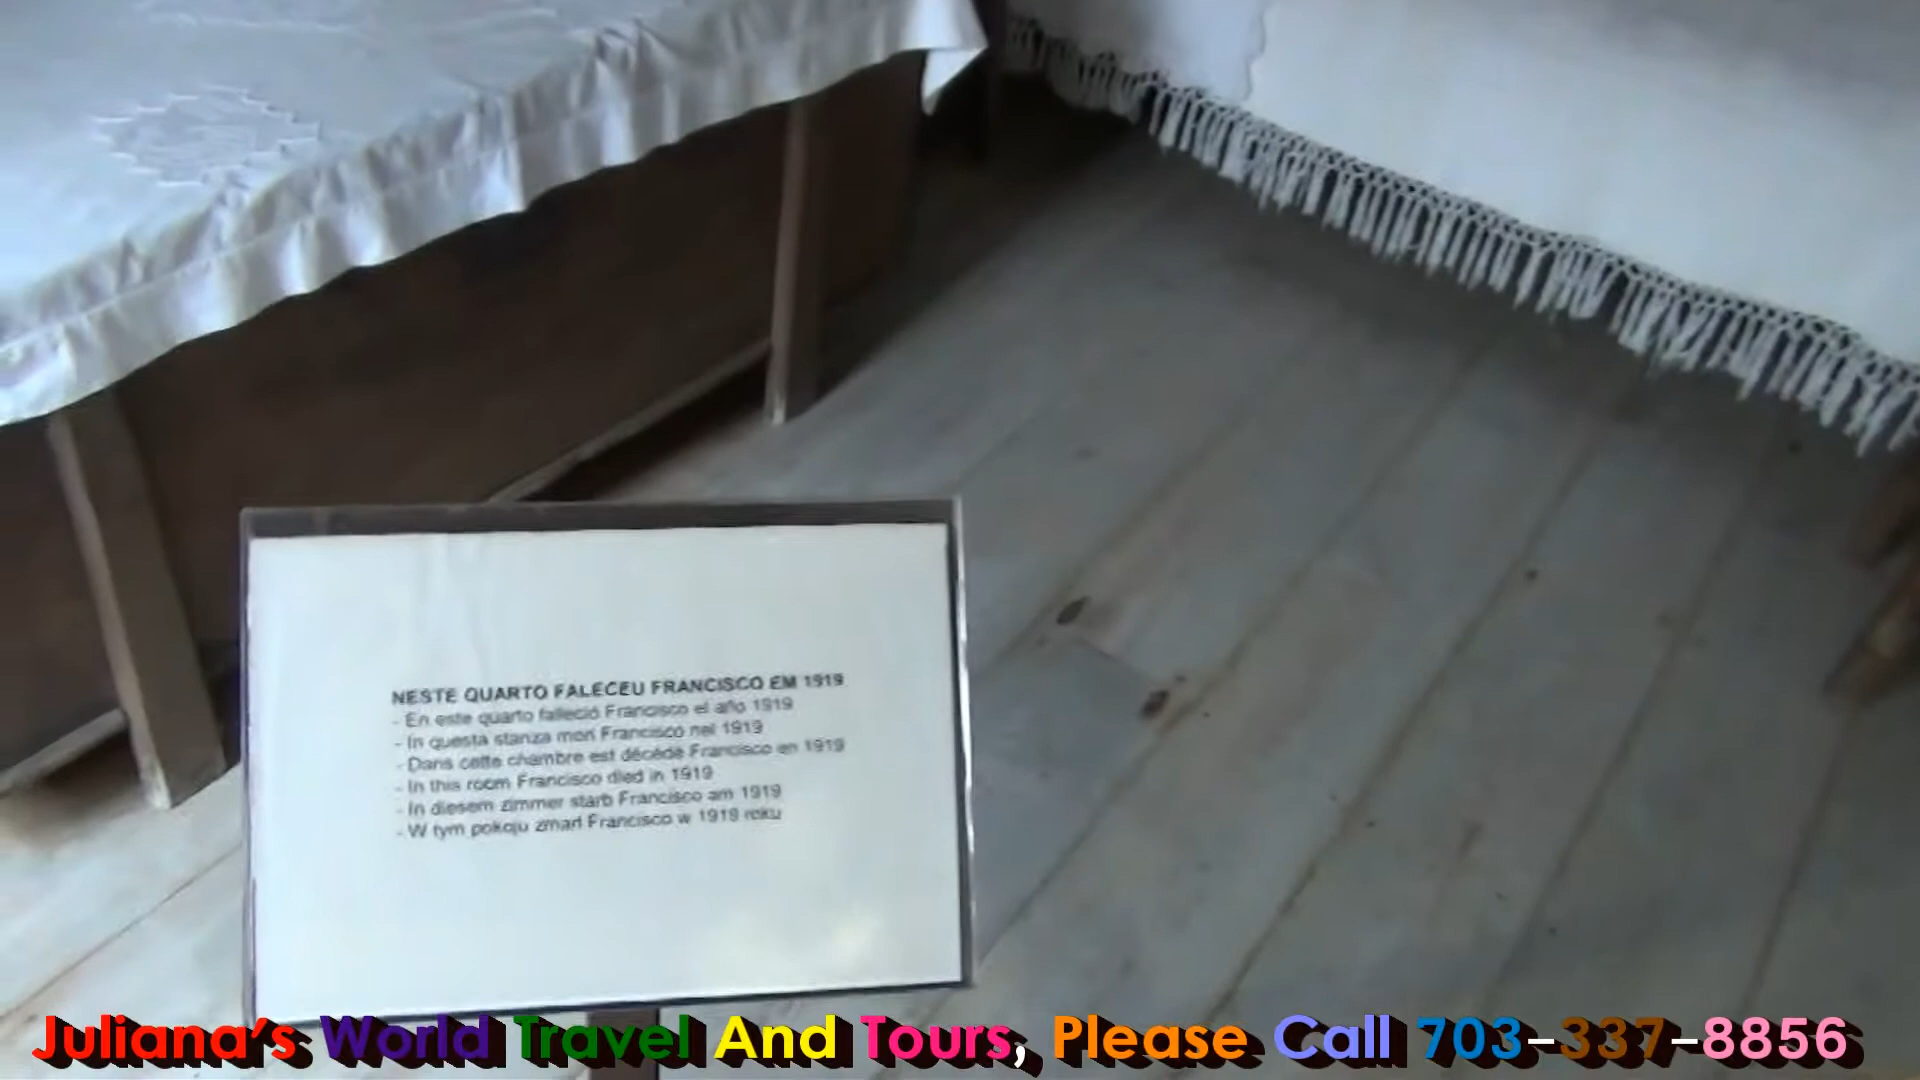 NESTE QUARTO FALECEU FRANCISCO EM 1919
- En este quarto falleció Francisco el año 1919
- In questa stanza morì Francisco nel 1919
- Dans cette chambre est décédé Francisco en 1919
- In this room Francisco died in 1919
- In diesem zimmer starb Francisco am 1919
- W tym pokoju zmarł Francisco w 1919 roku
Juliana's World Travel And Tours, Please Call 703-337-8856